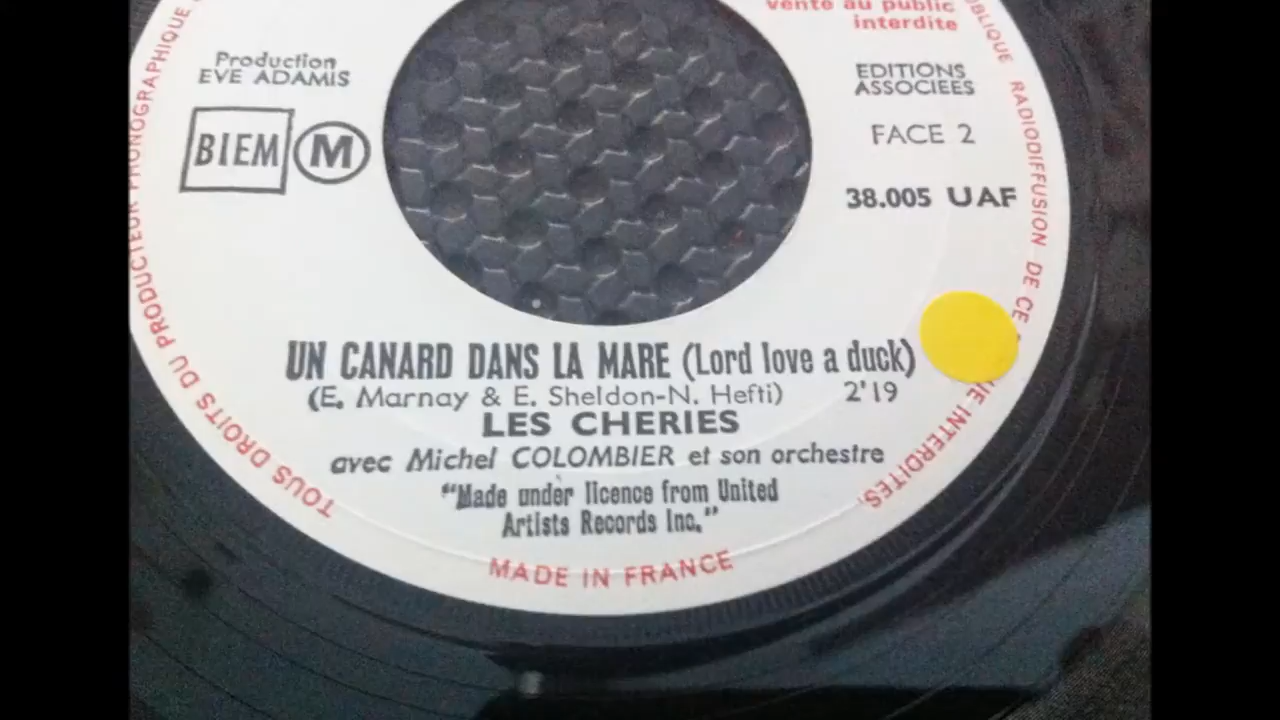 vente au public
interdite
Production
EVE ADAMIS
BIEM
M
EDITIONS
ASSOCIEES
FACE 2
38.005 UAF
UN CANARD DANS LA MARE (Lord love a duck)
(E. Marnay & E. Sheldon-N. Hefti) 2'19
LES CHERIES
avec Michel COLOMBIER et son orchestre
"Made under licence from United
Artists Records Inc."
MADE IN FRANCE
TOUS DROITS DU PRODUCTEUR PHONOGRAPHIQUE
RADIODIFFUSION DE CE
INTERDITES.